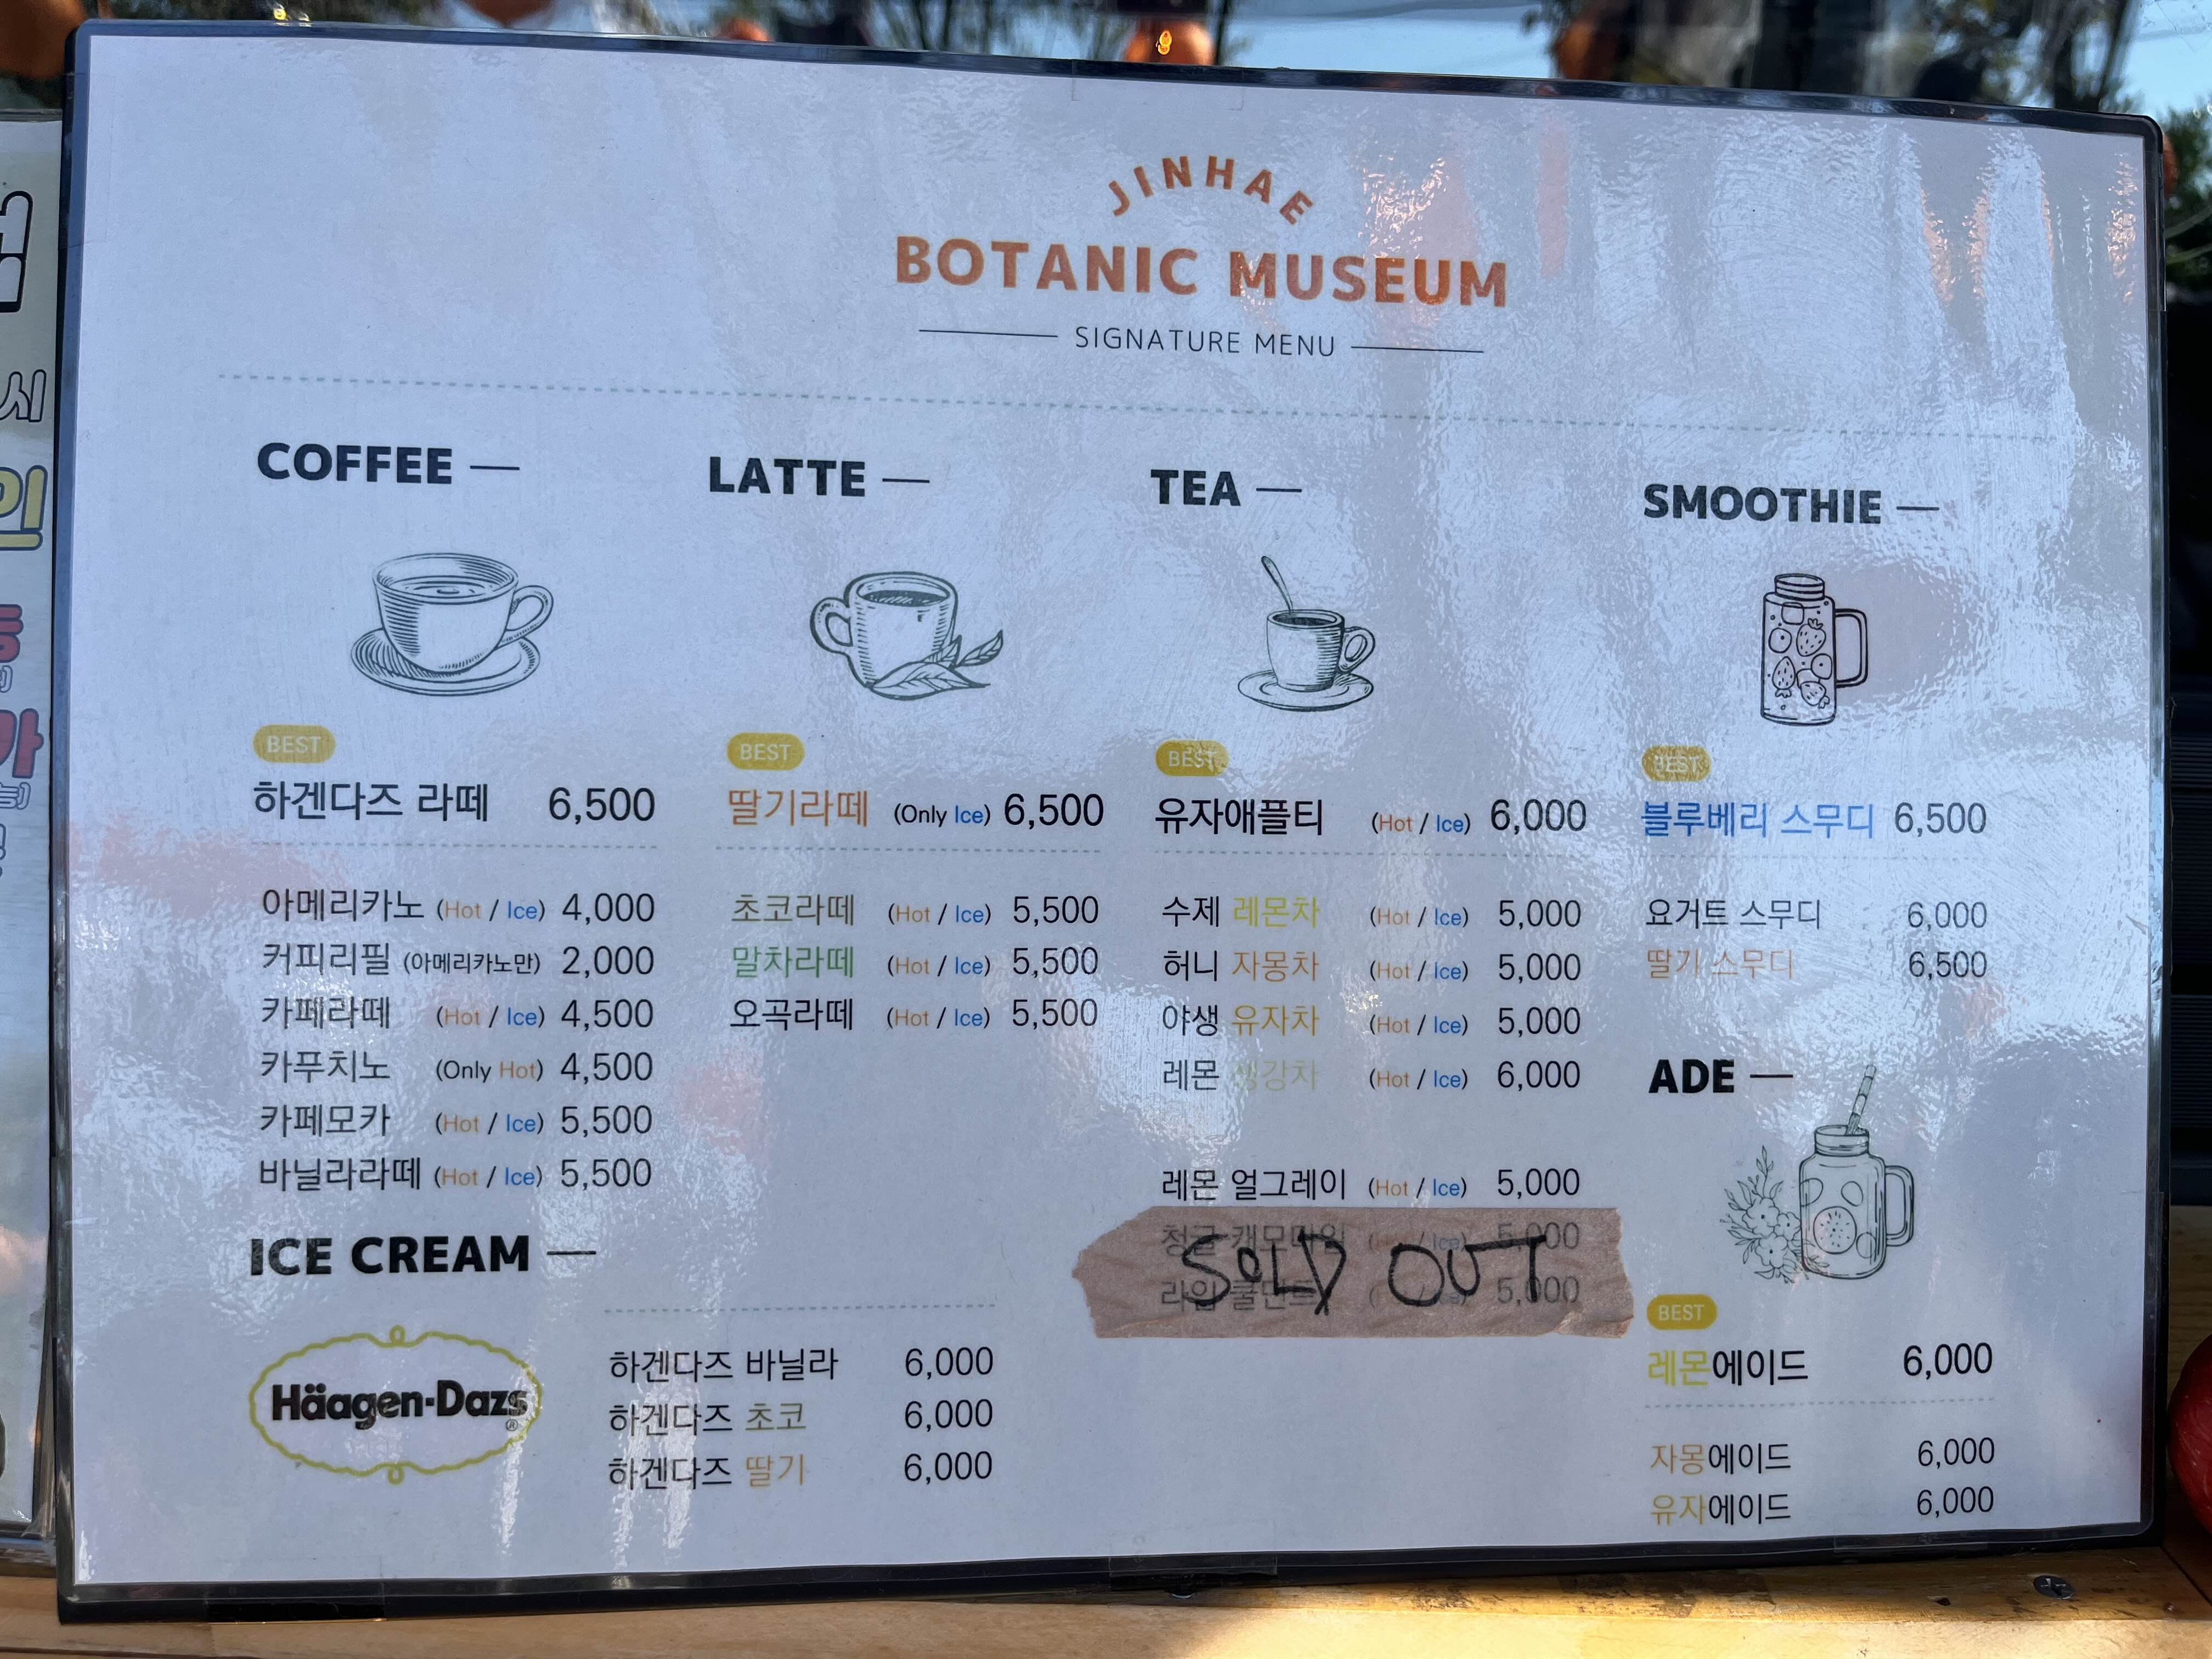 JINHAE
BOTANIC MUSEUM
SIGNATURE MENU
COFFEE
BEST
하겐다즈 라떼 6,500
아메리카노 (Hot / Ice) 4,000
커피리필 (아메리카노만) 2,000
카페라떼 (Hot / Ice) 4,500
카푸치노 (Only Hot) 4,500
카페모카 (Hot / Ice) 5,500
바닐라라떼 (Hot / Ice) 5,500
ICE CREAM
Häagen-Dazs®
하겐다즈 바닐라 6,000
하겐다즈 초코 6,000
하겐다즈 딸기 6,000
LATTE
BEST
딸기라떼 (Only Ice) 6,500
초코라떼 (Hot / Ice) 5,500
말차라떼 (Hot / Ice) 5,500
오곡라떼 (Hot / Ice) 5,500
TEA
BEST
유자애플티 (Hot / Ice) 6,000
수제 레몬차 (Hot / Ice) 5,000
허니 자몽차 (Hot / Ice) 5,000
야생 유자차 (Hot / Ice) 5,000
레몬 생강차 (Hot / Ice) 6,000
레몬 얼그레이 (Hot / Ice) 5,000
5,000
SOLD OUT
5,000
SMOOTHIE
BEST
블루베리 스무디 6,500
요거트 스무디 6,000
딸기 스무디 6,500
ADE
BEST
레몬에이드 6,000
자몽에이드 6,000
유자에이드 6,000
시
인
가